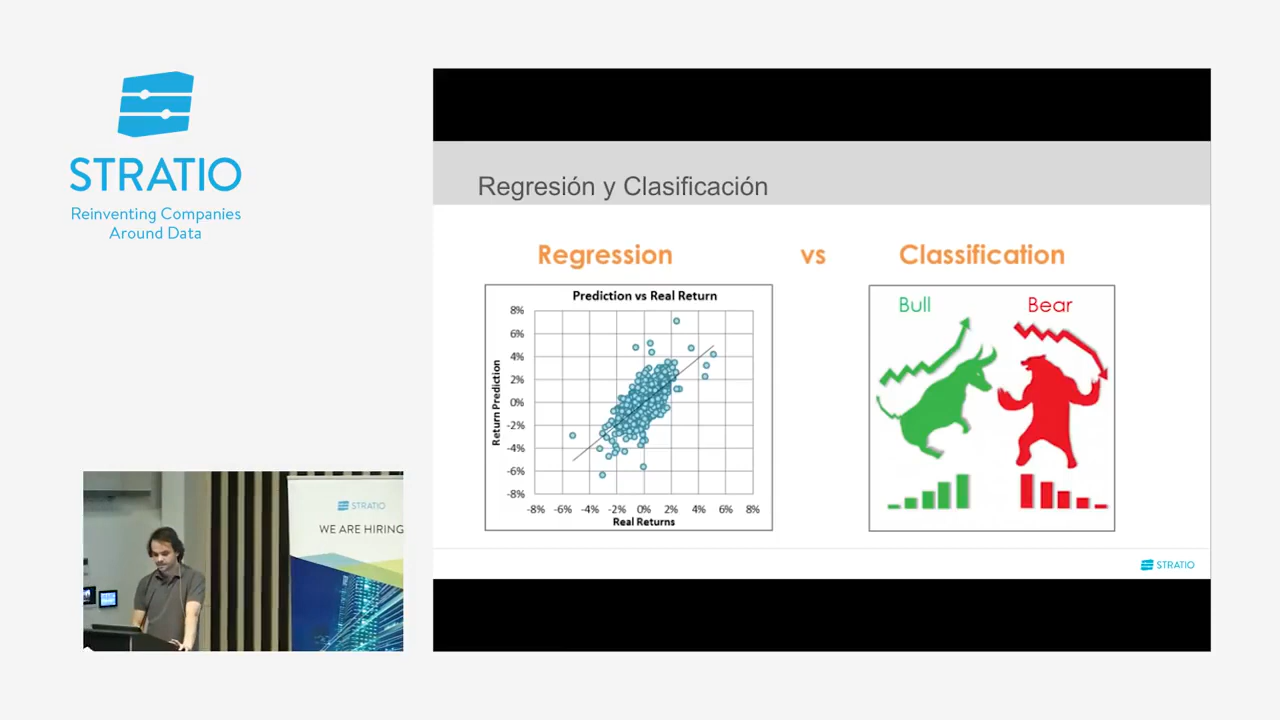 STRATIO
Reinventing Companies
Around Data
Regresión y Clasificación
Regression vs Classification
Prediction vs Real Return
8%
6%
4%
2%
0%
-2%
-4%
-6%
-8%
Return Prediction
-8% -6% -4% -2% 0% 2% 4% 6% 8%
Real Returns
Bull Bear
STRATIO
STRATIO
WE ARE HIRING